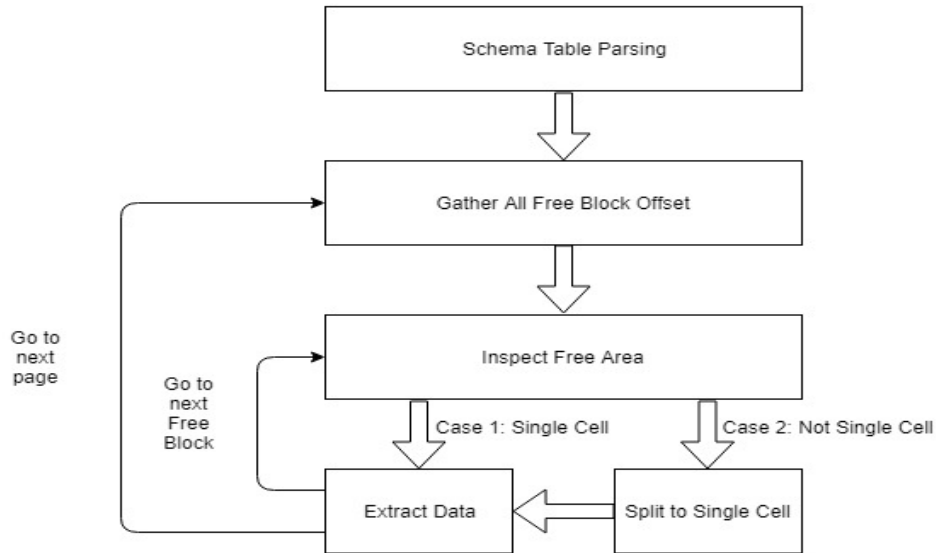 Schema Table Parsing
Gather All Free Block Offset
Go to
next
page
Inspect Free Area
Go to
next
Free
Block
Case 1: Single Cell
Case 2: Not Single Cell
Extract Data
Split to Single Cell